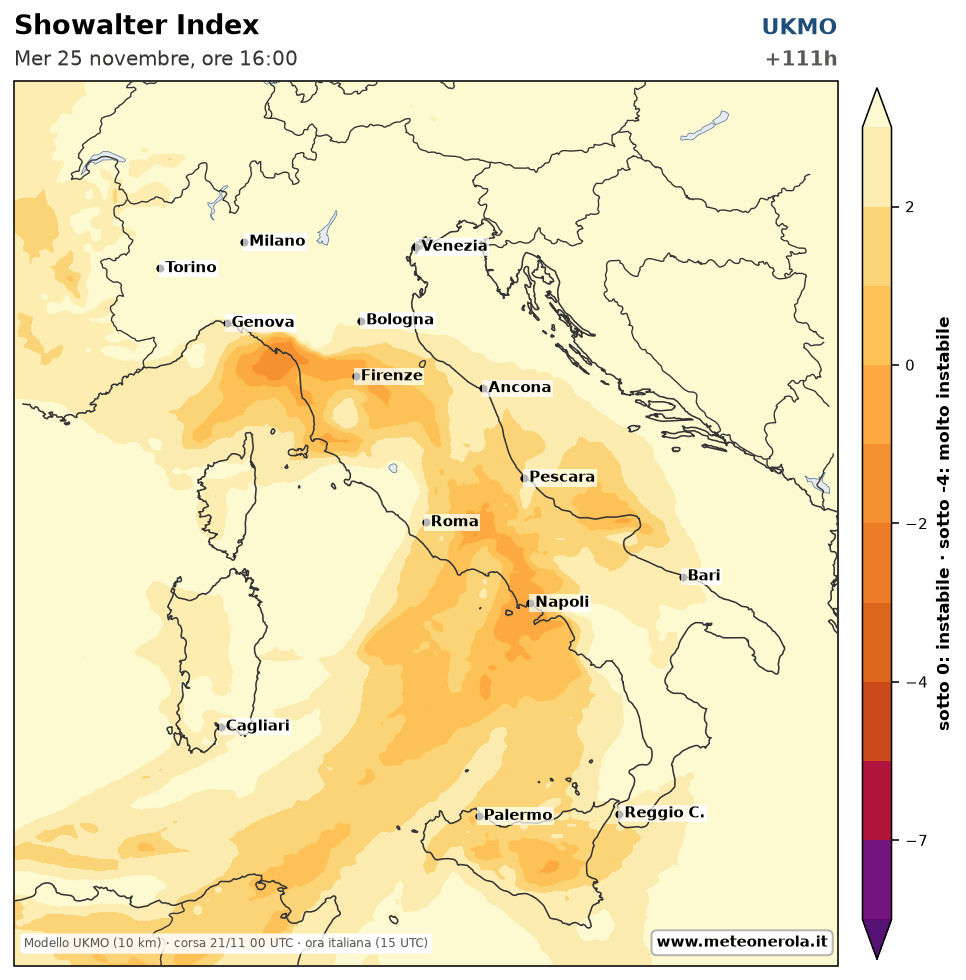 Showalter Index
UKMO
Mer 25 novembre, ore 16:00
+111h
Milano
Venezia
Torino
Genova
Bologna
Firenze
Ancona
Pescara
Roma
Bari
Napoli
Cagliari
Palermo
Reggio C.
2
0
−2
−4
−7
sotto 0: instabile · sotto -4: molto instabile
Modello UKMO (10 km) · corsa 21/11 00 UTC · ora italiana (15 UTC)
www.meteonerola.it